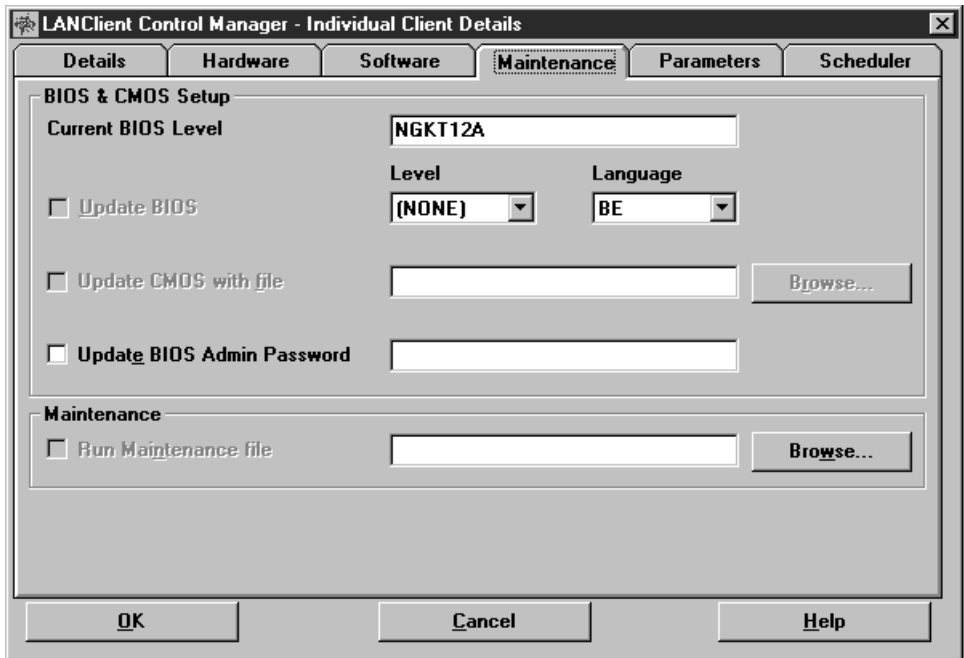 LANClient Control Manager - Individual Client Details
Details Hardware Software Maintenance Parameters Scheduler
BIOS & CMOS Setup
Current BIOS Level NGKT12A
Level Language
Update BIOS (NONE) BE
Update CMOS with file Browse...
Update BIOS Admin Password
Maintenance
Run Maintenance file Browse...
OK Cancel Help